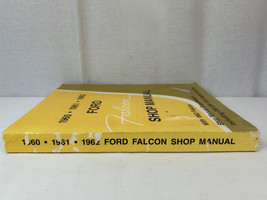 1960 • 1961 • 1962
FORD
Falcon
SHOP MANUAL
1960 • 1961 • 1962 FORD FALCON SHOP MANUAL